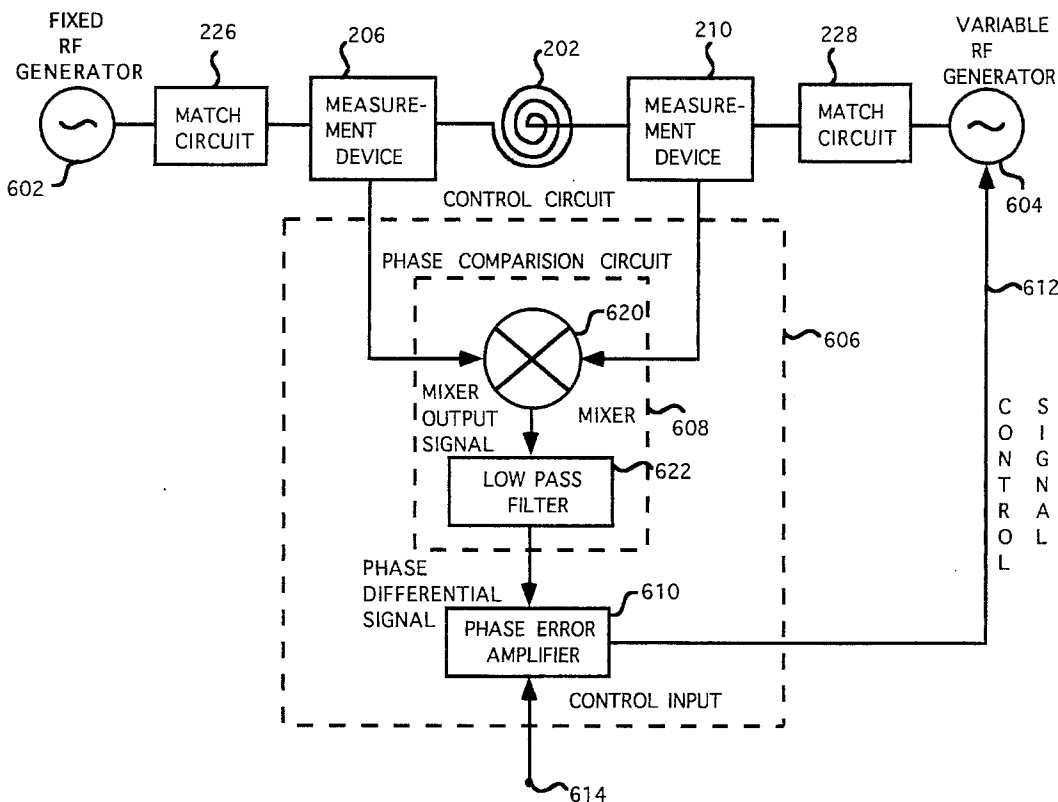 FIXED
RF
GENERATOR
226
206
202
210
228
VARIABLE
RF
GENERATOR
MATCH
CIRCUIT
MEASURE-
MENT
DEVICE
MEASURE-
MENT
DEVICE
MATCH
CIRCUIT
602
604
CONTROL CIRCUIT
PHASE COMPARISION CIRCUIT
620
612
606
MIXER
OUTPUT
SIGNAL
MIXER
608
CONTROL
SIGNAL
LOW PASS
FILTER
622
PHASE
DIFFERENTIAL
SIGNAL
610
PHASE ERROR
AMPLIFIER
CONTROL INPUT
614